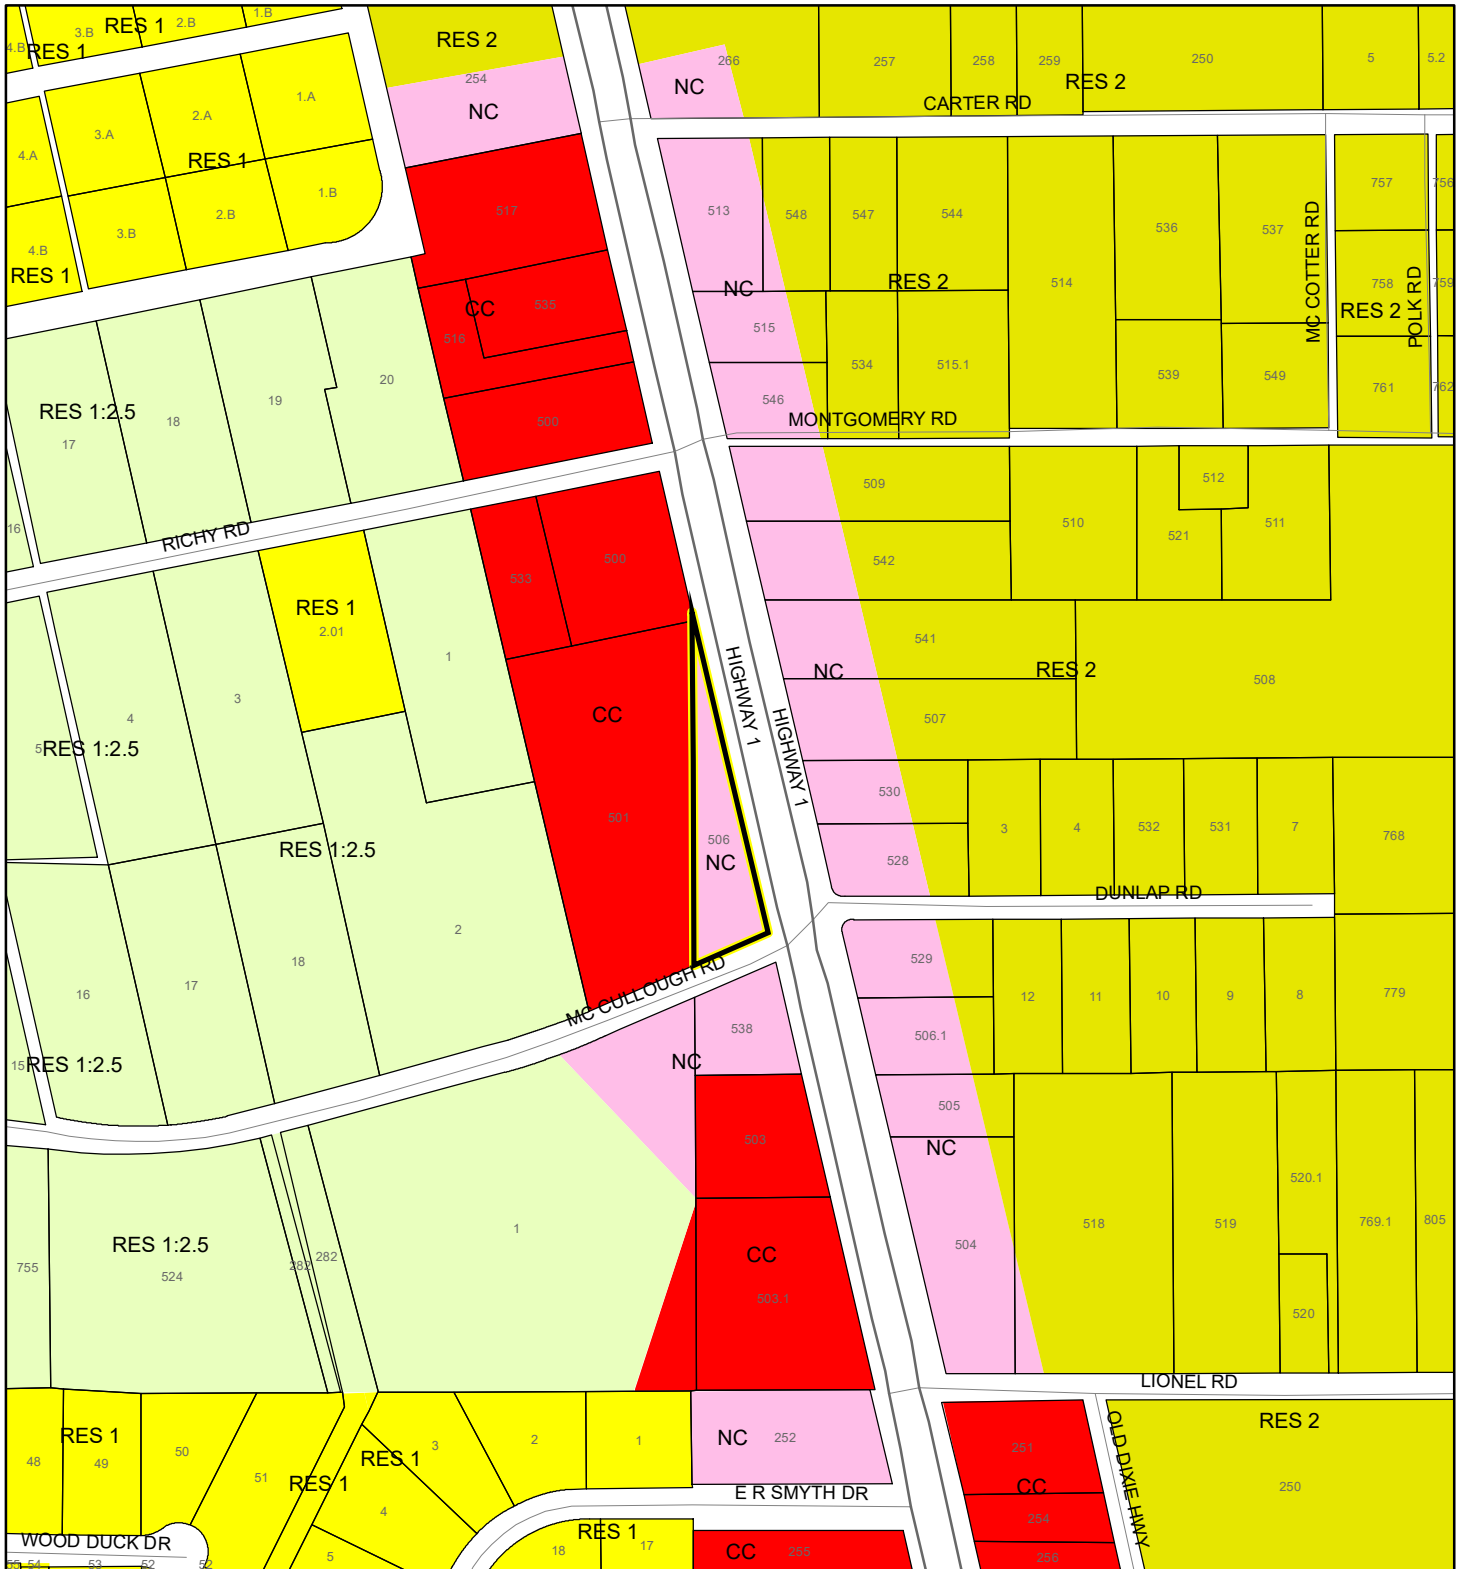 1.B
2.B
3.B
RES 1
4.B
RES 1
RES 2
254
NC
266
NC
257
258
259
250
RES 2
5
5.2
CARTER RD
1.A
2.A
3.A
4.A
RES 1
1.B
2.B
3.B
4.B
RES 1
517
CC
535
516
500
513
548
547
544
NC
RES 2
515
546
534
515.1
514
536
537
539
549
MC COTTER RD
757
758
RES 2
761
POLK RD
756
759
762
MONTGOMERY RD
RES 1:2.5
17
18
19
20
16
RICHY RD
509
542
510
512
521
511
541
NC
507
RES 2
508
533
500
RES 1
2.01
1
3
4
5
RES 1:2.5
CC
501
HIGHWAY 1
HIGHWAY 1
506
NC
530
528
3
4
532
531
7
768
DUNLAP RD
RES 1:2.5
2
18
17
16
15
RES 1:2.5
MC CULLOUGH RD
529
506.1
12
11
10
9
8
779
538
NC
503
505
NC
504
518
519
520.1
520
769.1
805
1
CC
503.1
RES 1:2.5
524
755
282
282
LIONEL RD
RES 1
48
49
50
51
RES 1
RES 1
3
2
1
4
5
NC
252
E R SMYTH DR
RES 1
18
17
CC
255
251
CC
254
256
OLD DIXIE HWY
RES 2
250
WOOD DUCK DR
55
54
53
52
52